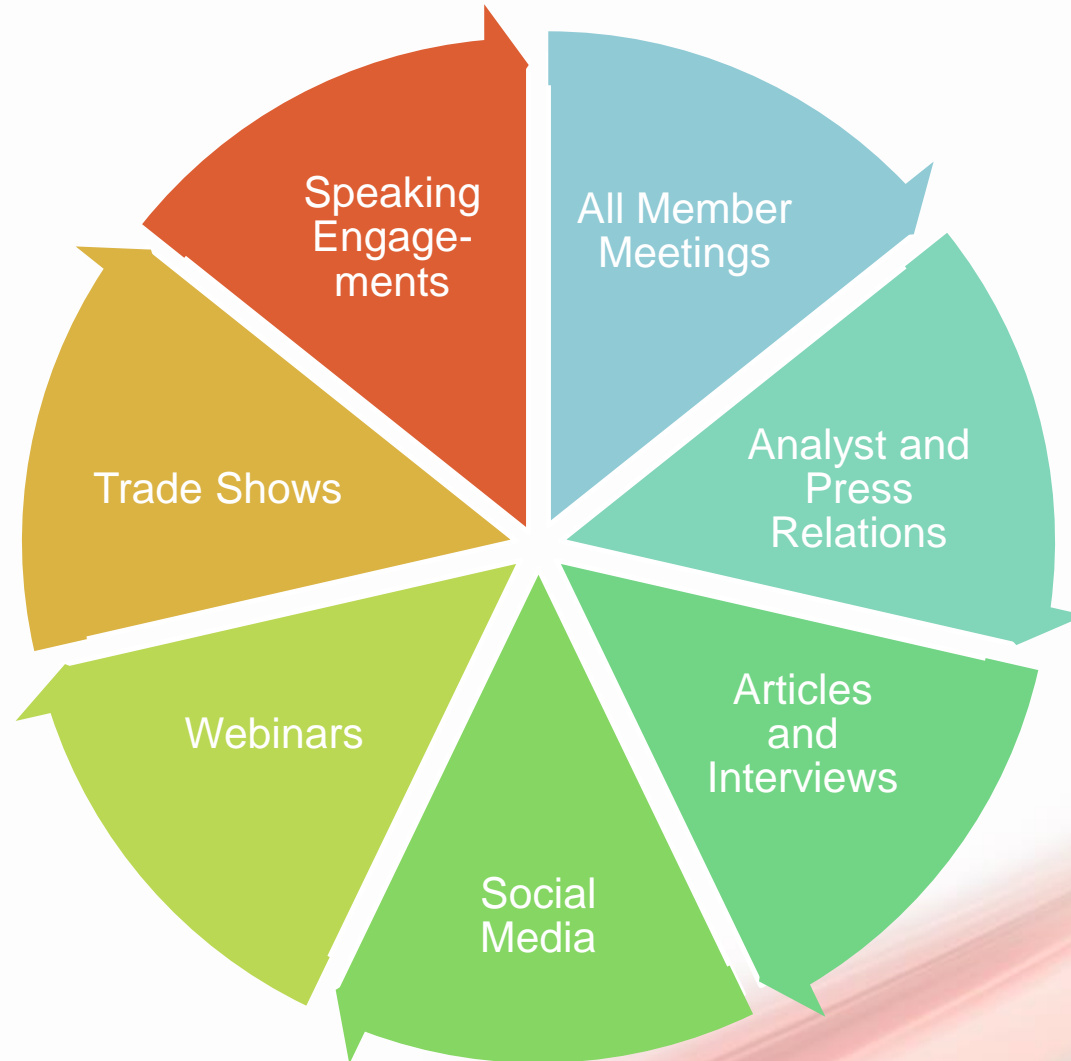 All Member
Meetings
Analyst and
Press
Relations
Articles
and
Interviews
Social
Media
Webinars
Trade Shows
Speaking
Engage-
ments